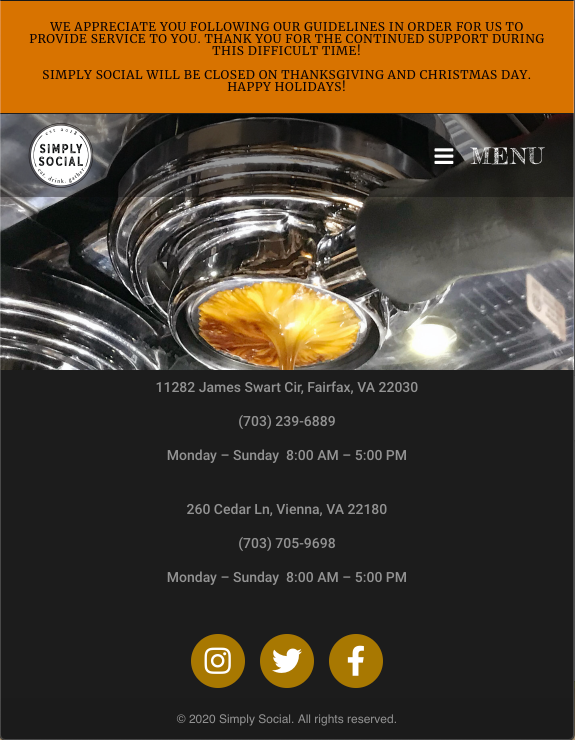 WE APPRECIATE YOU FOLLOWING OUR GUIDELINES IN ORDER FOR US TO
PROVIDE SERVICE TO YOU. THANK YOU FOR THE CONTINUED SUPPORT DURING
THIS DIFFICULT TIME!
SIMPLY SOCIAL WILL BE CLOSED ON THANKSGIVING AND CHRISTMAS DAY.
HAPPY HOLIDAYS!
SIMPLY
SOCIAL
eat. drink. gather
MENU
11282 James Swart Cir, Fairfax, VA 22030
(703) 239-6889
Monday – Sunday  8:00 AM – 5:00 PM
260 Cedar Ln, Vienna, VA 22180
(703) 705-9698
Monday – Sunday  8:00 AM – 5:00 PM
© 2020 Simply Social. All rights reserved.